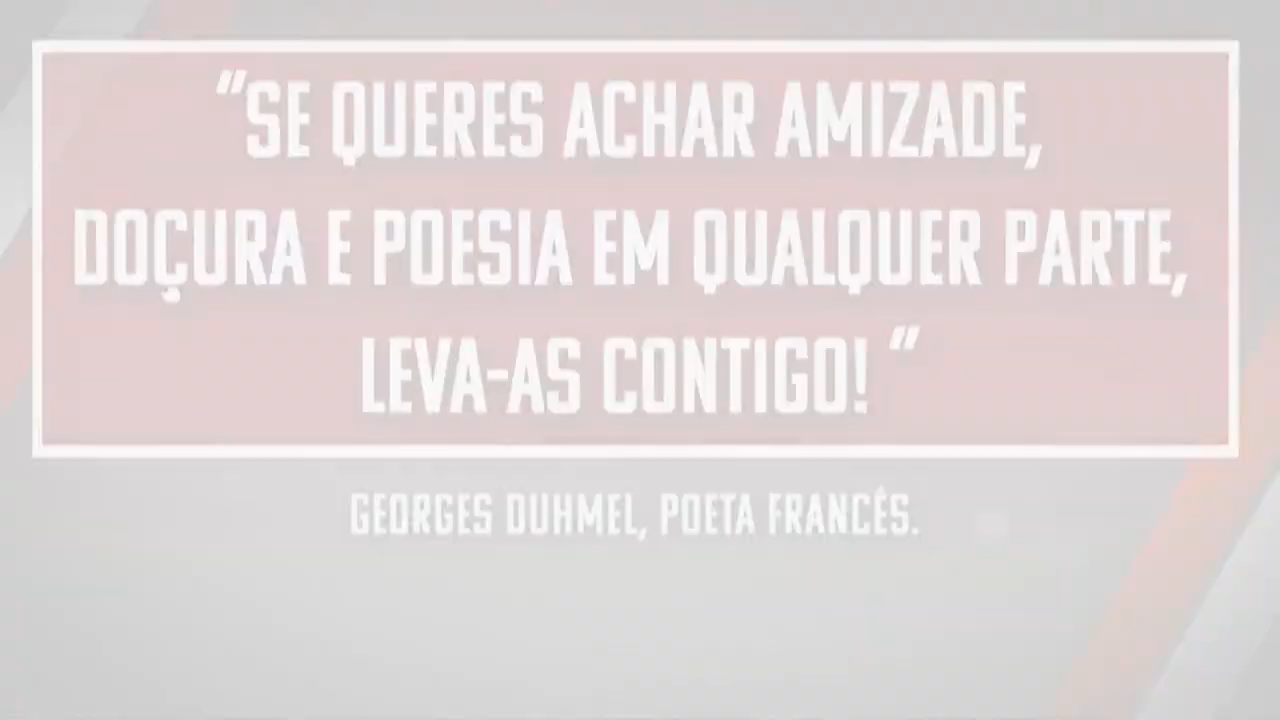 "SE QUERES ACHAR AMIZADE,
DOÇURA E POESIA EM QUALQUER PARTE,
LEVA-AS CONTIGO! "
GEORGES DUHMEL, POETA FRANCÊS.